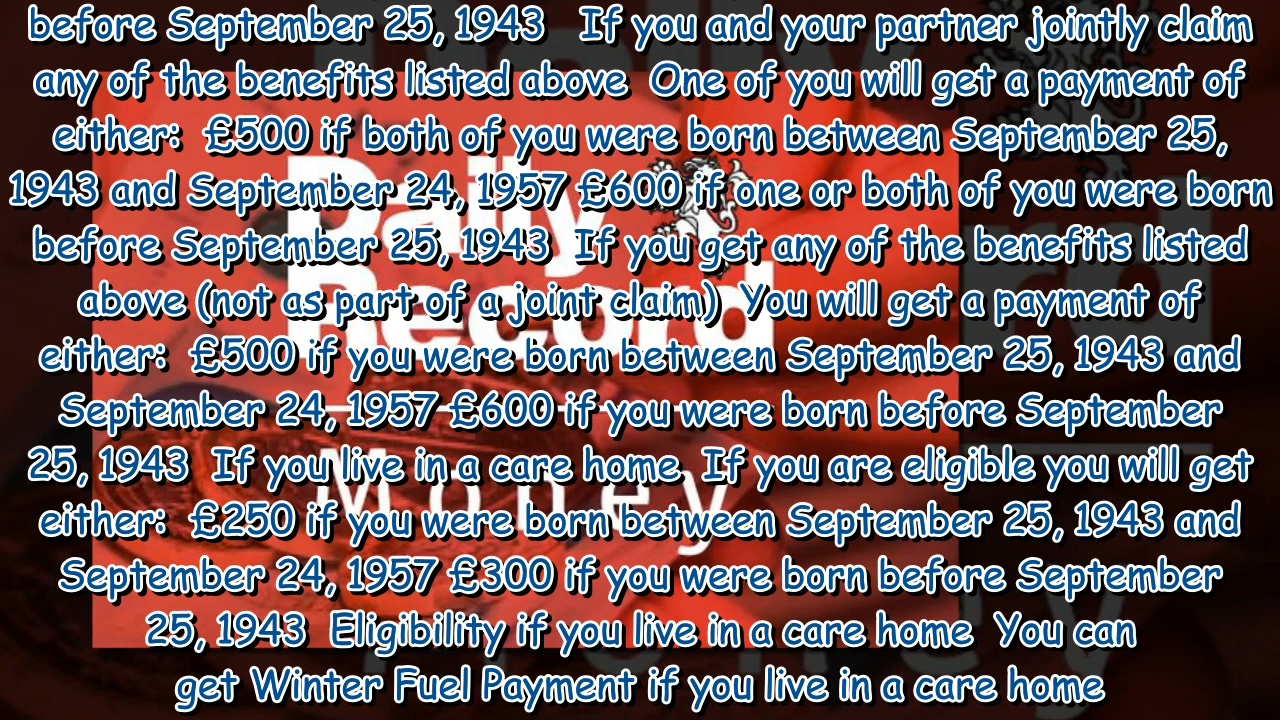 before September 25, 1943 If you and your partner jointly claim
any of the benefits listed above One of you will get a payment of
either: £500 if both of you were born between September 25,
1943 and September 24, 1957 £600 if one or both of you were born
before September 25, 1943 If you get any of the benefits listed
above (not as part of a joint claim) You will get a payment of
either: £500 if you were born between September 25, 1943 and
September 24, 1957 £600 if you were born before September
25, 1943 If you live in a care home If you are eligible you will get
either: £250 if you were born between September 25, 1943 and
September 24, 1957 £300 if you were born before September
25, 1943 Eligibility if you live in a care home You can
get Winter Fuel Payment if you live in a care home
Daily
Record
Money